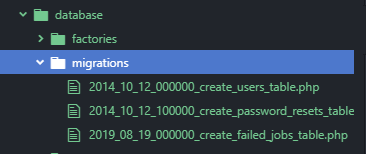 database
factories
migrations
2014_10_12_000000_create_users_table.php
2014_10_12_100000_create_password_resets_table
2019_08_19_000000_create_failed_jobs_table.php